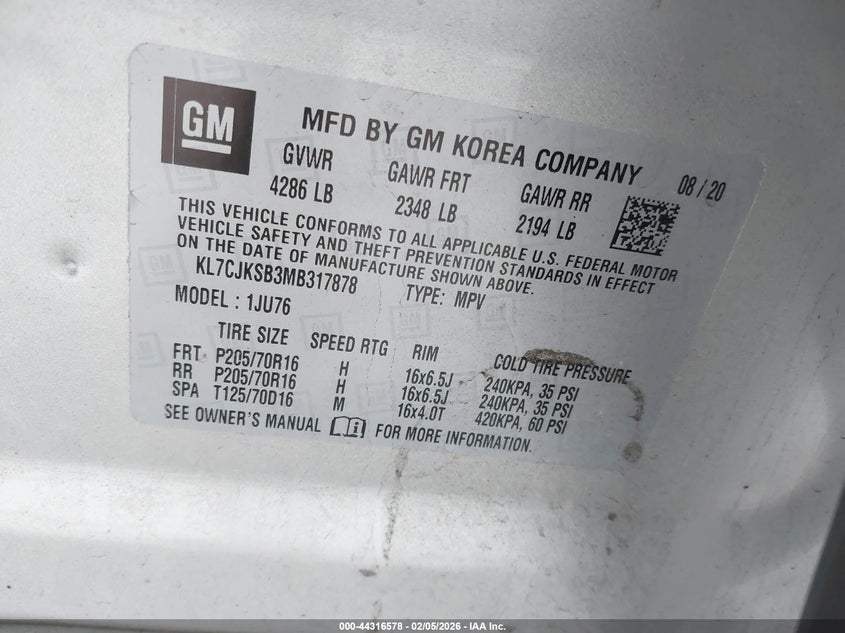 GM
MFD BY GM KOREA COMPANY 08 / 20
GVWR GAWR FRT GAWR RR
4286 LB 2348 LB 2194 LB
THIS VEHICLE CONFORMS TO ALL APPLICABLE U.S. FEDERAL MOTOR
VEHICLE SAFETY AND THEFT PREVENTION STANDARDS IN EFFECT
ON THE DATE OF MANUFACTURE SHOWN ABOVE.
KL7CJKSB3MB317878 TYPE: MPV
MODEL : 1JU76
TIRE SIZE SPEED RTG RIM COLD TIRE PRESSURE
FRT P205/70R16 H 16x6.5J 240KPA, 35 PSI
RR P205/70R16 H 16x6.5J 240KPA, 35 PSI
SPA T125/70D16 M 16x4.0T 420KPA, 60 PSI
SEE OWNER'S MANUAL FOR MORE INFORMATION.
000-44316578 - 02/05/2026 - IAA Inc.